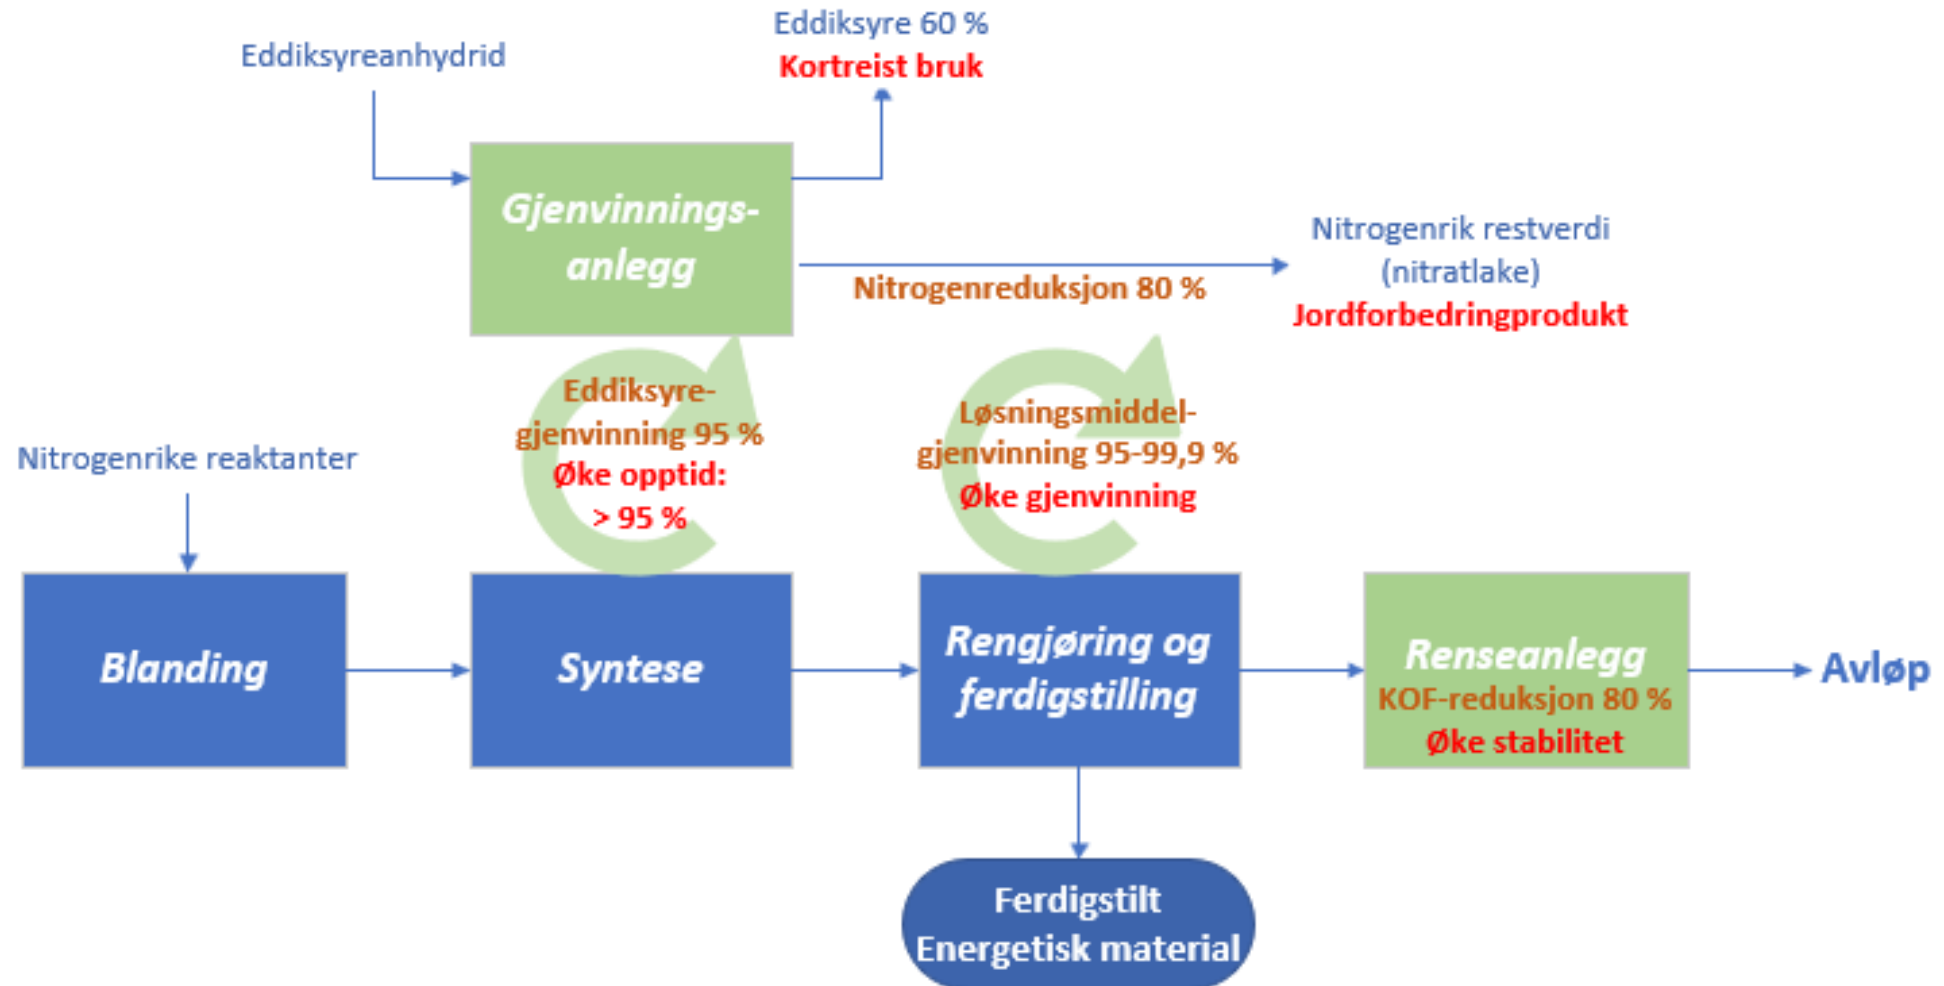 Eddiksyreanhydrid
Eddiksyre 60 %
Kortreist bruk
Gjenvinnings-
anlegg
Nitrogenreduksjon 80 %
Nitrogenrik restverdi
(nitratlake)
Jordforbedringprodukt
Eddiksyre-
gjenvinning 95 %
Øke opptid:
> 95 %
Løsningsmiddel-
gjenvinning 95-99,9 %
Øke gjenvinning
Nitrogenrike reaktanter
Blanding
Syntese
Rengjøring og
ferdigstilling
Renseanlegg
KOF-reduksjon 80 %
Øke stabilitet
Avløp
Ferdigstilt
Energetisk material